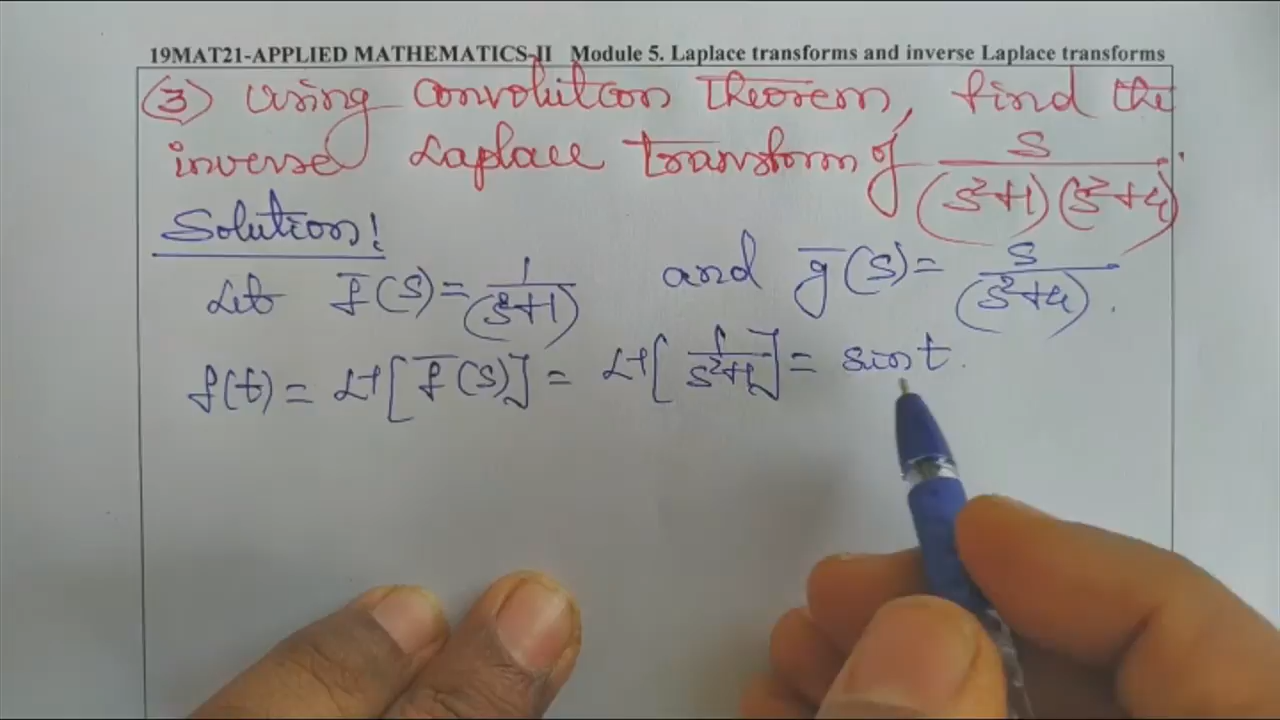 19MAT21-APPLIED MATHEMATICS-II Module 5. Laplace transforms and inverse Laplace transforms
(3) Using Convolution Theorem, find the
inverse Laplace transform of s/((s²+1)(s²+4)).
Solution!
Let f̅(s) = 1/(s²+1) and g̅(s) = s/(s²+4).
f(t) = L⁻¹[f̅(s)] = L⁻¹[1/(s²+1)] = sin t.